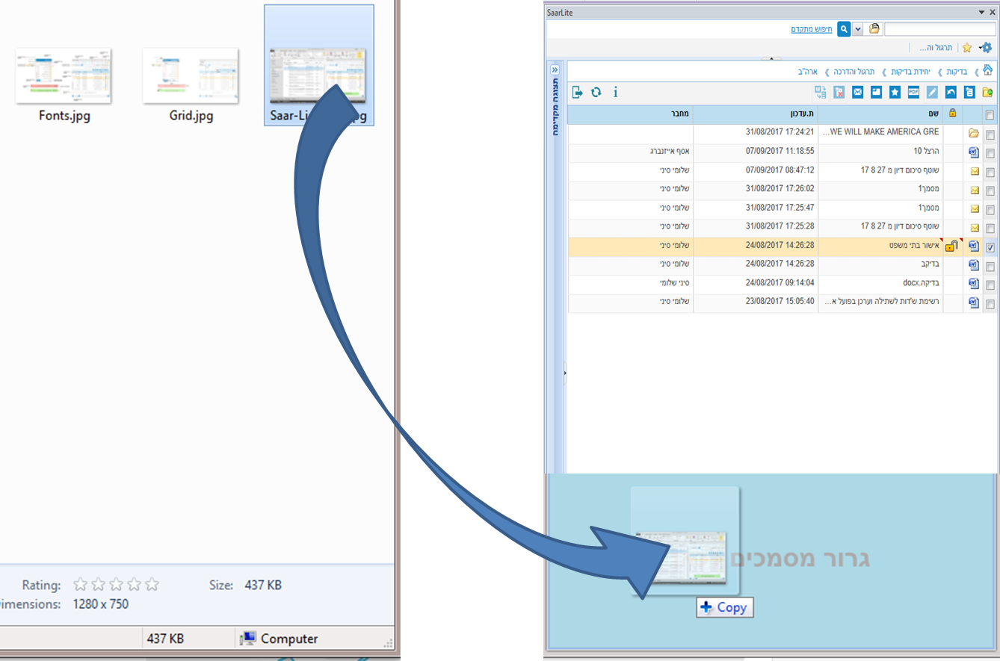 Fonts.jpg
Grid.jpg
Rating:
Size: 437 KB
1280 x 750
437 KB
Computer
SaarLite
חיפוש מתקדם
תרגול וה...
בדיקות
יחידת בדיקות
תרגול והדרכה
ארה"ב
תצוגה מקדימה
שם ת.עדכון מחבר
WE WILL MAKE AMERICA GRE... 31/08/2017 17:24:21
הרצל 10 07/09/2017 11:18:55 אסף אייזנברג
שוטף סיכום דיון מ 27 8 17 07/09/2017 08:47:12 שלומי סיני
מסמך1 31/08/2017 17:26:02 שלומי סיני
מסמך1 31/08/2017 17:25:47 שלומי סיני
שוטף סיכום דיון מ 27 8 17 31/08/2017 17:25:28 שלומי סיני
אישור בתי משפט 24/08/2017 14:26:28 שלומי סיני
בדיקב 24/08/2017 14:26:28 שלומי סיני
בדיקה.docx 24/08/2017 09:14:04 סיני שלומי
רשימת ש'דות לשתילה וערכן בפועל א... 23/08/2017 15:05:40 שלומי סיני
גרור מסמכים
Copy